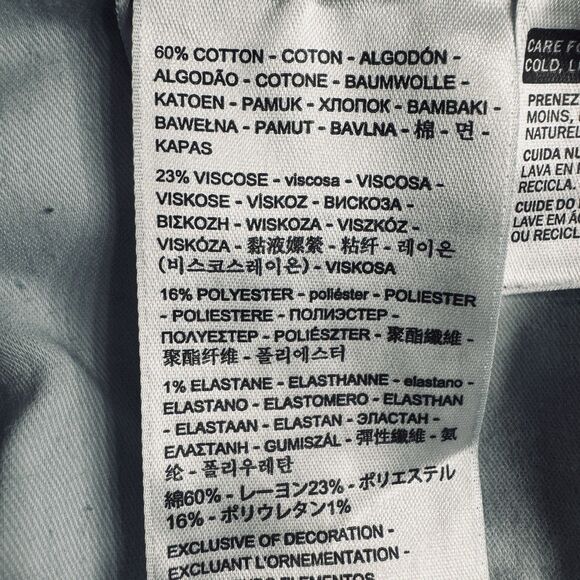 60% COTTON - COTON - ALGODÓN -
ALGODÃO - COTONE - BAUMWOLLE -
KATOEN - PAMUK - ХЛОПОК - BAMBAKI -
BAWEŁNA - PAMUT - BAVLNA - 棉 - 면 -
KAPAS
23% VISCOSE - viscosa - VISCOSA -
VISKOSE - VİSKOZ - ВИСКОЗА -
ΒΙΣΚΟΖΗ - WISKOZA - VISZKÓZ -
VISKÓZA - 黏液嫘縈 - 粘纤 - 레이온
(비스코스레이온) - VISKOSA
16% POLYESTER - poliéster - POLIESTER
- POLIESTERE - ПОЛИЭСТЕР -
ΠΟΛΥΕΣΤΕΡ - POLIÉSZTER - 聚酯纖維 -
聚酯纤维 - 폴리에스터
1% ELASTANE - ELASTHANNE - elastano -
ELASTANO - ELASTOMERO - ELASTHAN
- ELASTAAN - ELASTAN - ЭЛАСТАН -
ΕΛΑΣΤΑΝΗ - GUMISZÁL - 彈性纖維 - 氨
纶 - 폴리우레탄
綿60% - レーヨン23% - ポリエステル
16% - ポリウレタン1%
EXCLUSIVE OF DECORATION -
EXCLUANT L'ORNEMENTATION -
ELEMENTOS
CARE
COLD,
PRENEZ
MOINS,
NATUREL
CUIDA
LAVA EN
RECICLA.
CUIDE DO
LAVE EM
OU RECICL